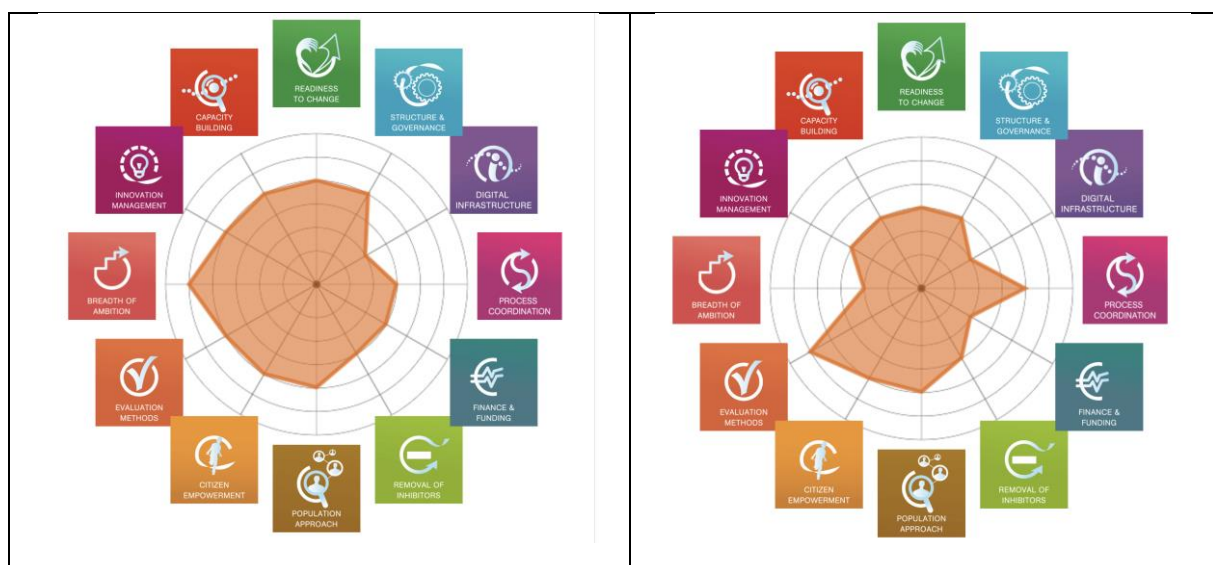 READINESS
TO CHANGE
STRUCTURE &
GOVERNANCE
DIGITAL
INFRASTRUCTURE
PROCESS
COORDINATION
FINANCE &
FUNDING
REMOVAL OF
INHIBITORS
POPULATION
APPROACH
CITIZEN
EMPOWERMENT
EVALUATION
METHODS
BREADTH OF
AMBITION
INNOVATION
MANAGEMENT
CAPACITY
BUILDING
READINESS
TO CHANGE
STRUCTURE &
GOVERNANCE
DIGITAL
INFRASTRUCTURE
PROCESS
COORDINATION
FINANCE &
FUNDING
REMOVAL OF
INHIBITORS
POPULATION
APPROACH
CITIZEN
EMPOWERMENT
EVALUATION
METHODS
BREADTH OF
AMBITION
INNOVATION
MANAGEMENT
CAPACITY
BUILDING